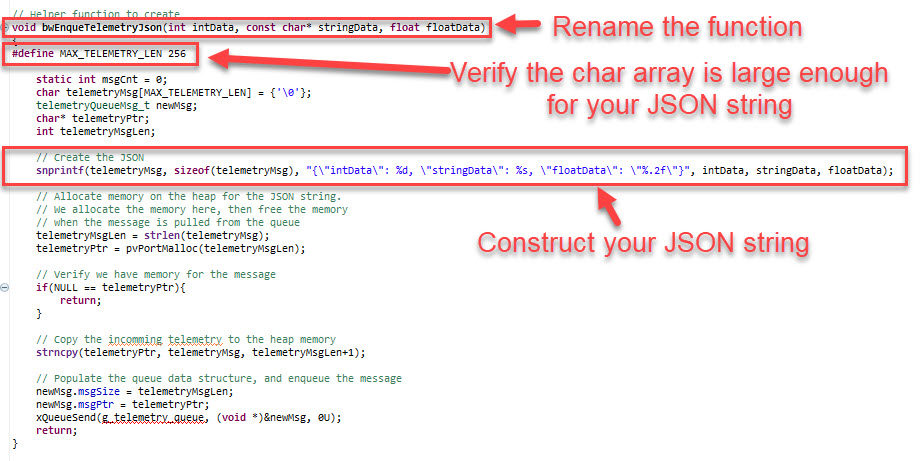 // Helper function to create
void bwEnqueTelemetryJson(int intData, const char* stringData, float floatData)
Rename the function
{
#define MAX_TELEMETRY_LEN 256
Verify the char array is large enough
for your JSON string
static int msgCnt = 0;
char telemetryMsg[MAX_TELEMETRY_LEN] = {'\0'};
telemetryQueueMsg_t newMsg;
char* telemetryPtr;
int telemetryMsgLen;
// Create the JSON
snprintf(telemetryMsg, sizeof(telemetryMsg), "{\"intData\": %d, \"stringData\": %s, \"floatData\": \"%.2f\"}", intData, stringData, floatData);
Construct your JSON string
// Allocate memory on the heap for the JSON string.
// We allocate the memory here, then free the memory
// when the message is pulled from the queue
telemetryMsgLen = strlen(telemetryMsg);
telemetryPtr = pvPortMalloc(telemetryMsgLen);
// Verify we have memory for the message
if(NULL == telemetryPtr){
return;
}
// Copy the incomming telemetry to the heap memory
strncpy(telemetryPtr, telemetryMsg, telemetryMsgLen+1);
// Populate the queue data structure, and enqueue the message
newMsg.msgSize = telemetryMsgLen;
newMsg.msgPtr = telemetryPtr;
xQueueSend(g_telemetry_queue, (void *)&newMsg, 0U);
return;
}